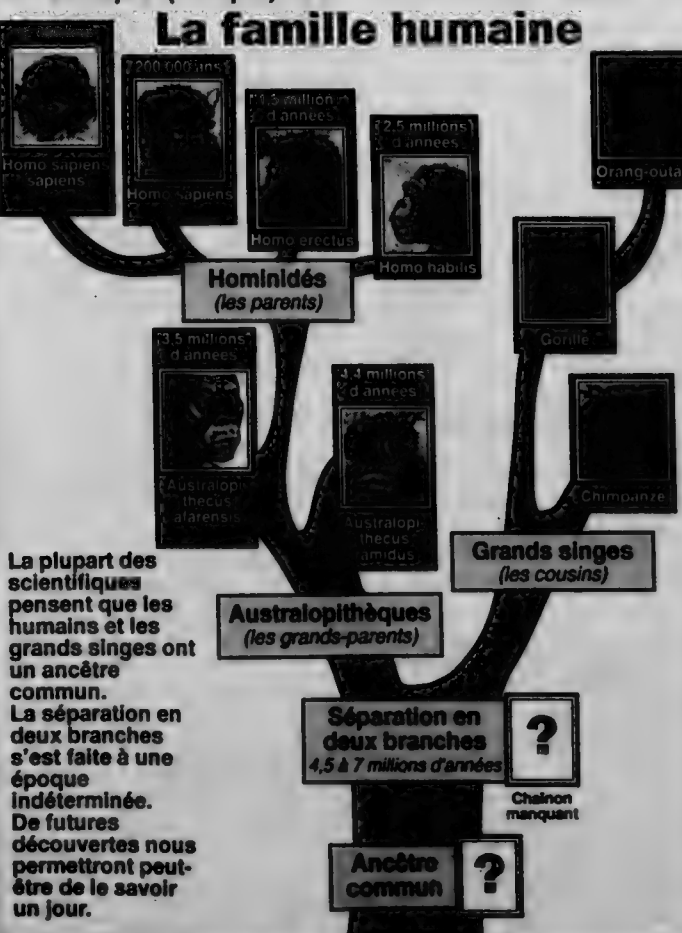 La famille humaine
Homo sapiens
sapiens
200 000 ans
Homo sapiens
1,5 million
d'années
Homo erectus
2,5 millions
d'années
Homo habilis
Orang-outa
Gorille
Chimpanzé
Hominidés
(les parents)
3,5 millions
d'années
Australopi
thecus
afarensis
4,4 millions
d'années
Australopi
thecus
ramidus
Grands singes
(les cousins)
Australopithèques
(les grands-parents)
La plupart des
scientifiques
pensent que les
humains et les
grands singes ont
un ancêtre
commun.
La séparation en
deux branches
s'est faite à une
époque
indéterminée.
De futures
découvertes nous
permettront peut-
être de le savoir
un jour.
Séparation en
deux branches
4,5 à 7 millions d'années
?
Chaînon
manquant
Ancêtre
commun
?